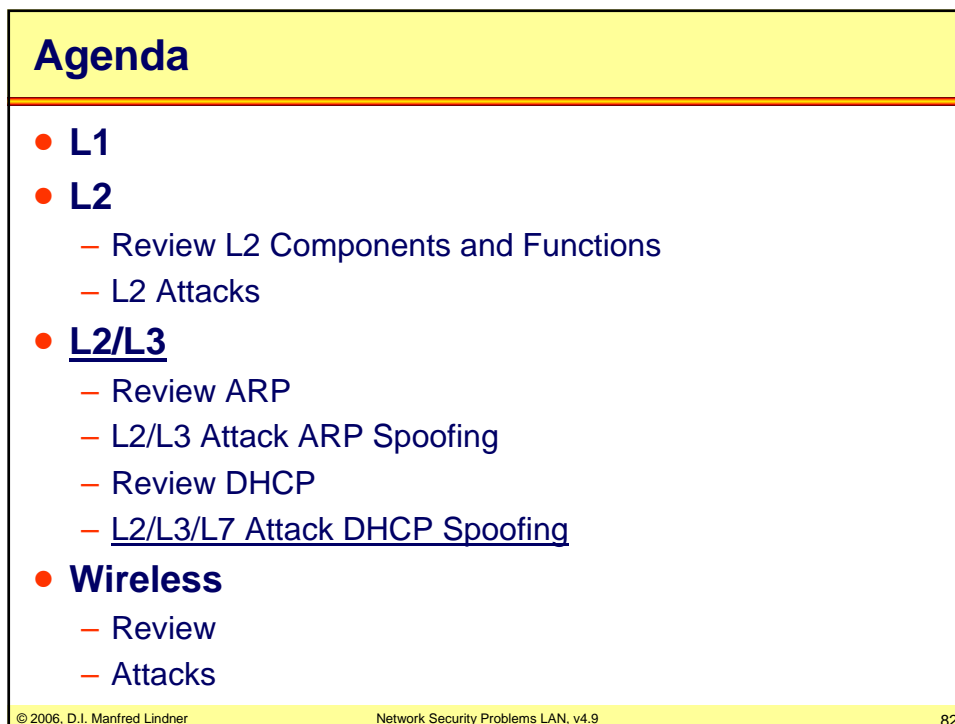 Agenda
• L1
• L2
– Review L2 Components and Functions
– L2 Attacks
• L2/L3
– Review ARP
– L2/L3 Attack ARP Spoofing
– Review DHCP
– L2/L3/L7 Attack DHCP Spoofing
• Wireless
– Review
– Attacks
© 2006, D.I. Manfred Lindner Network Security Problems LAN, v4.9 82